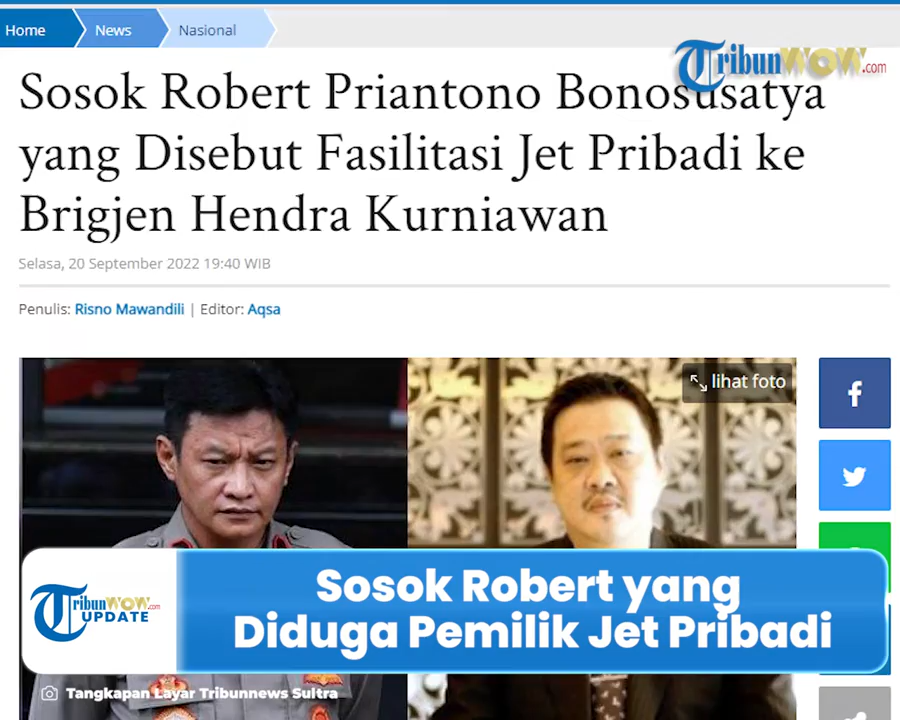 Home News Nasional
TribunWOW.com
Sosok Robert Priantono Bonosusatya
yang Disebut Fasilitasi Jet Pribadi ke
Brigjen Hendra Kurniawan
Selasa, 20 September 2022 19:40 WIB
Penulis: Risno Mawandili | Editor: Aqsa
lihat foto
f
TribunWOW.com
UPDATE
Sosok Robert yang
Diduga Pemilik Jet Pribadi
Tangkapan Layar Tribunnews Sultra